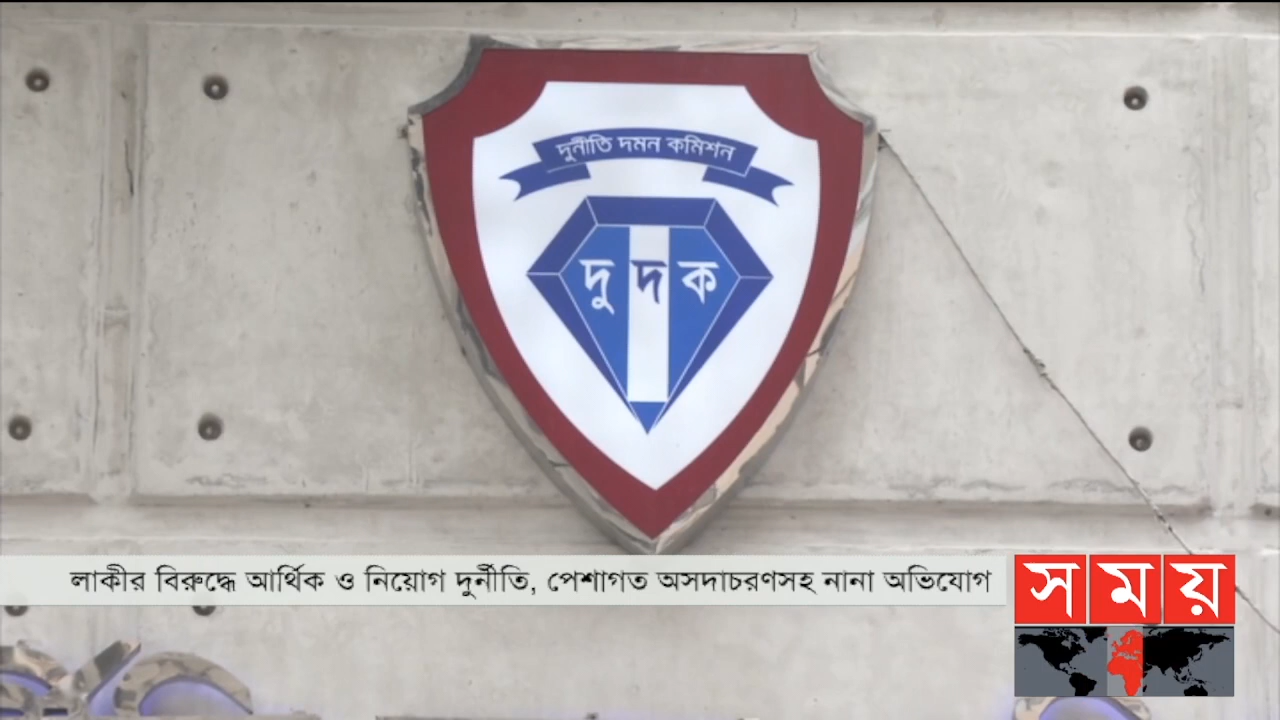 দুর্নীতি দমন কমিশন
দুদক
লাকীর বিরুদ্ধে আর্থিক ও নিয়োগ দুর্নীতি, পেশাগত অসদাচরণসহ নানা অভিযোগ
সময়